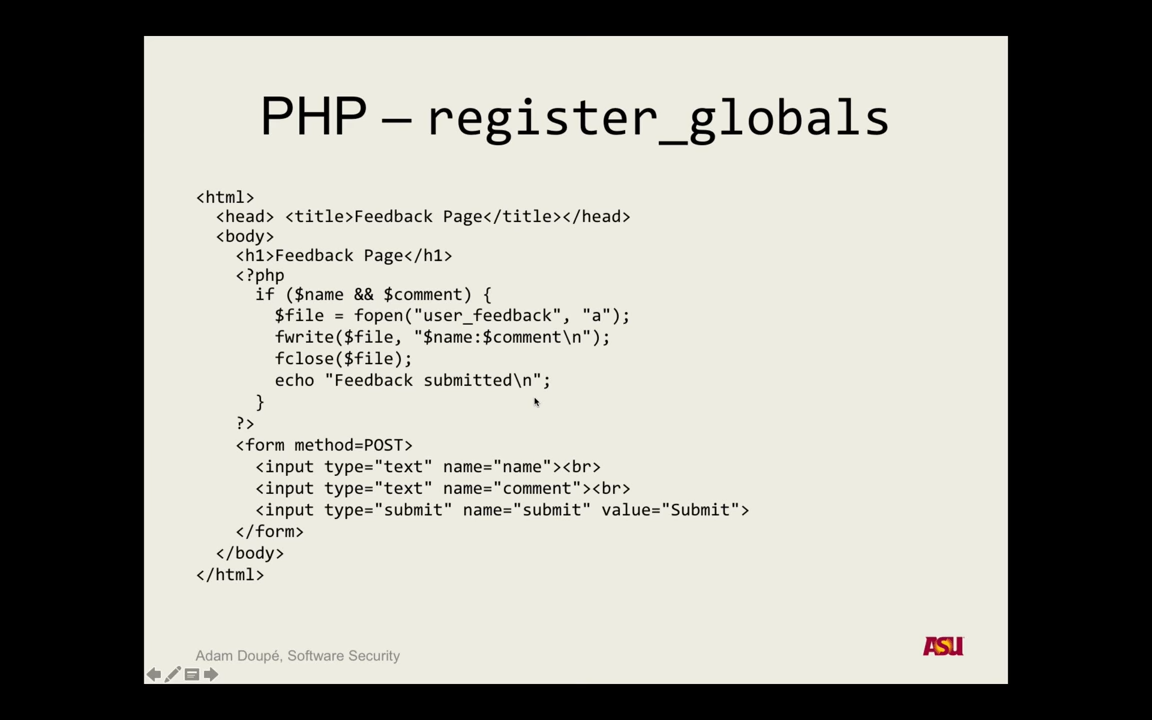 PHP – register_globals
<html>
  <head> <title>Feedback Page</title></head>
  <body>
    <h1>Feedback Page</h1>
    <?php
      if ($name && $comment) {
        $file = fopen("user_feedback", "a");
        fwrite($file, "$name:$comment\n");
        fclose($file);
        echo "Feedback submitted\n";
      }
    ?>
    <form method=POST>
      <input type="text" name="name"><br>
      <input type="text" name="comment"><br>
      <input type="submit" name="submit" value="Submit">
    </form>
  </body>
</html>
Adam Doupé, Software Security
ASU